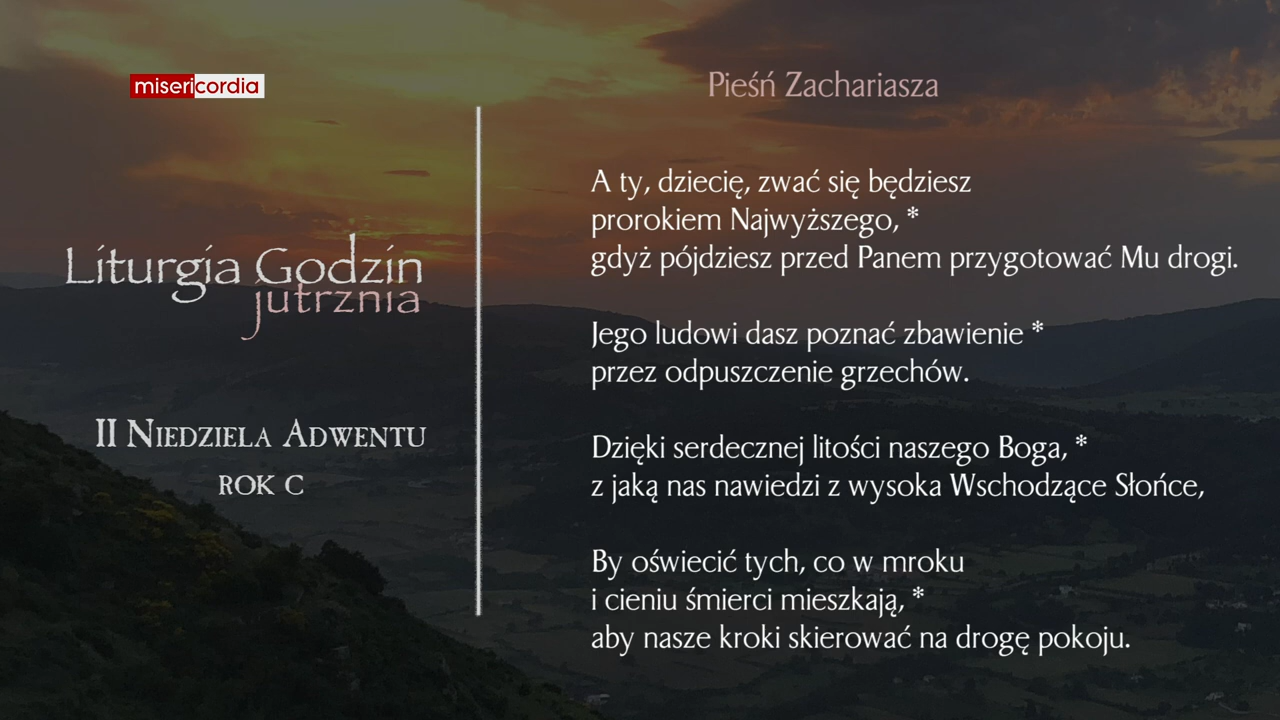 misericordia
Liturgia Godzin
jutrznia
II Niedziela Adwentu
rok C
Pieśń Zachariasza
A ty, dziecię, zwać się będziesz
prorokiem Najwyższego, *
gdyż pójdziesz przed Panem przygotować Mu drogi.
Jego ludowi dasz poznać zbawienie *
przez odpuszczenie grzechów.
Dzięki serdecznej litości naszego Boga, *
z jaką nas nawiedzi z wysoka Wschodzące Słońce,
By oświecić tych, co w mroku
i cieniu śmierci mieszkają, *
aby nasze kroki skierować na drogę pokoju.